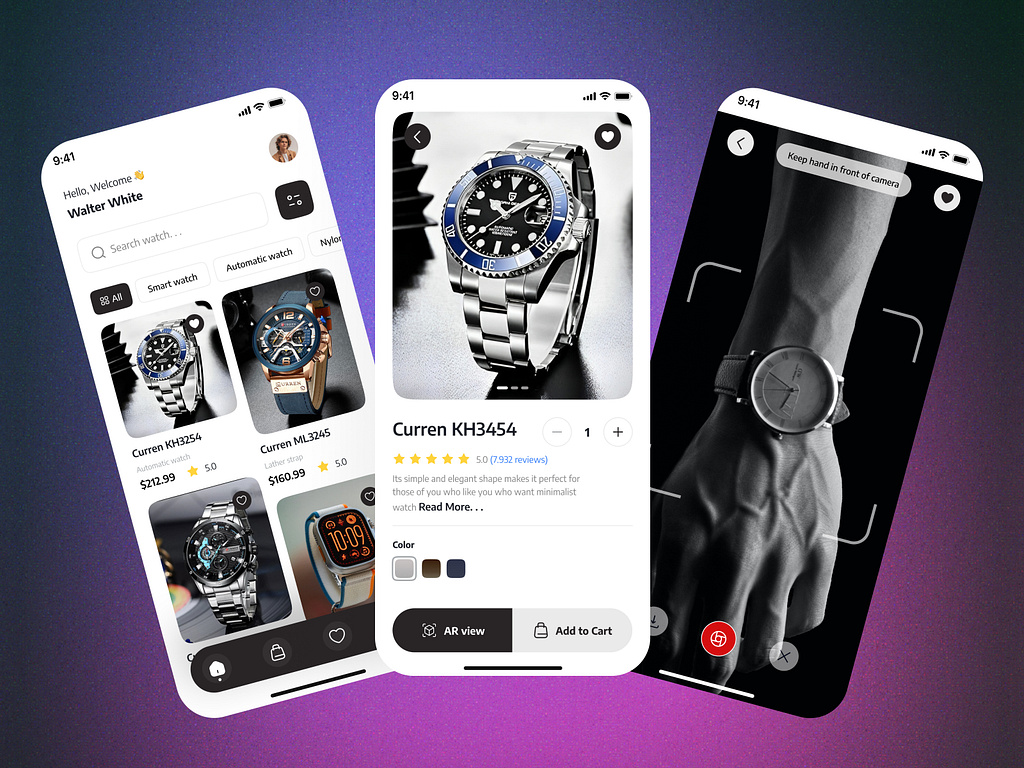 9:41
Hello, Welcome 👋
Walter White
Search watch. . .
All
Smart watch
Automatic watch
Nylor
CURREN
Curren KH3254
Automatic watch
5.0
$212.99
Curren ML3245
Lather strap
5.0
$160.99
10:09
9:41
AUTOMATIC
Curren KH3454
1
5.0 (7.932 reviews)
Its simple and elegant shape makes it perfect for
those of you who like you who want minimalist
watch Read More. . .
Color
AR view
Add to Cart
9:41
Keep hand in front of camera